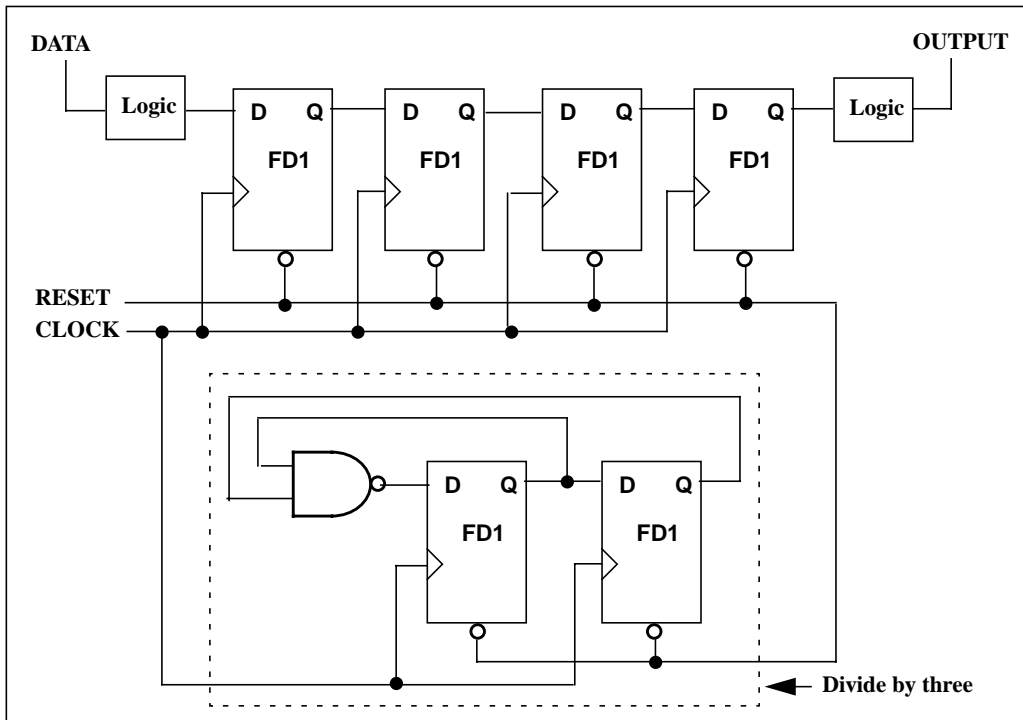 DATA
OUTPUT
Logic
D Q
FD1
D Q
FD1
D Q
FD1
D Q
FD1
Logic
RESET
CLOCK
D Q
FD1
D Q
FD1
Divide by three